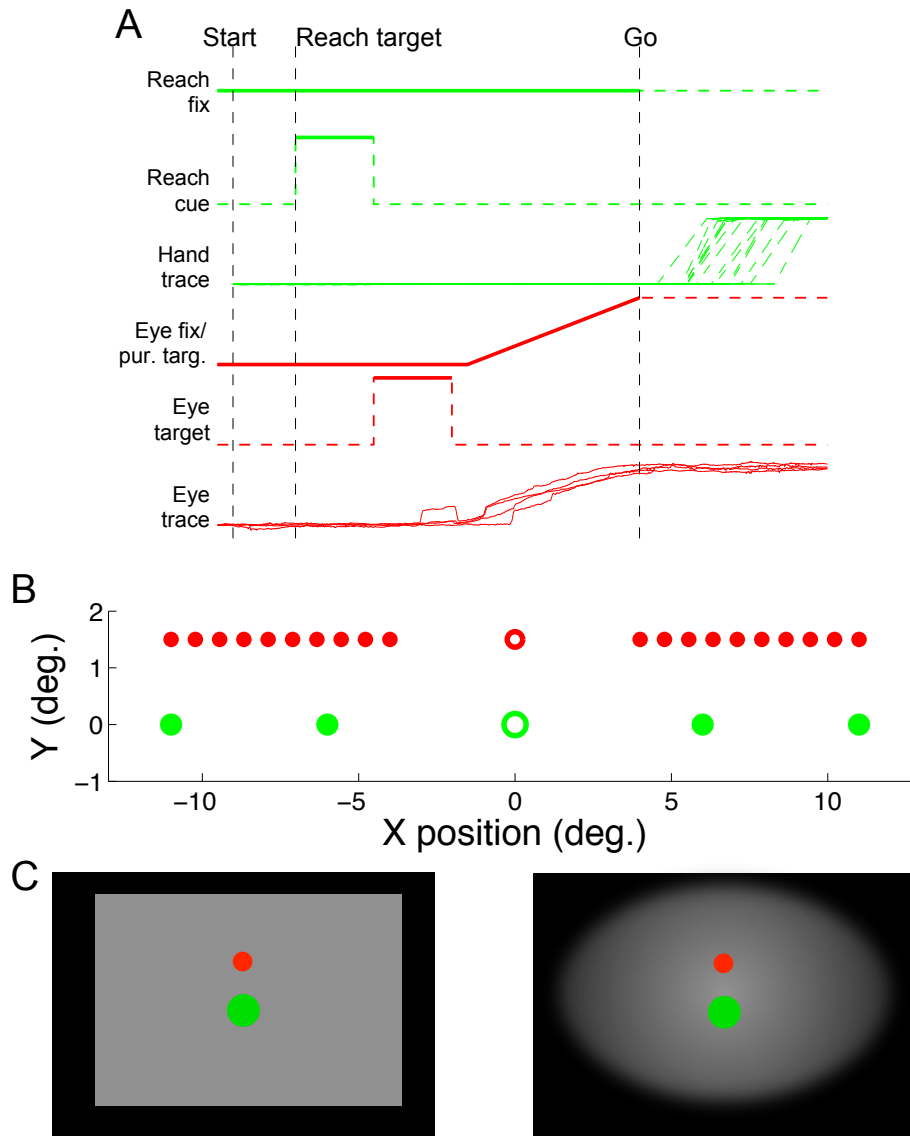 A
Start Reach target Go
Reach
fix
Reach
cue
Hand
trace
Eye fix/
pur. targ.
Eye
target
Eye
trace
B
2
1
0
−1
Y (deg.)
−10 −5 0 5 10
X position (deg.)
C